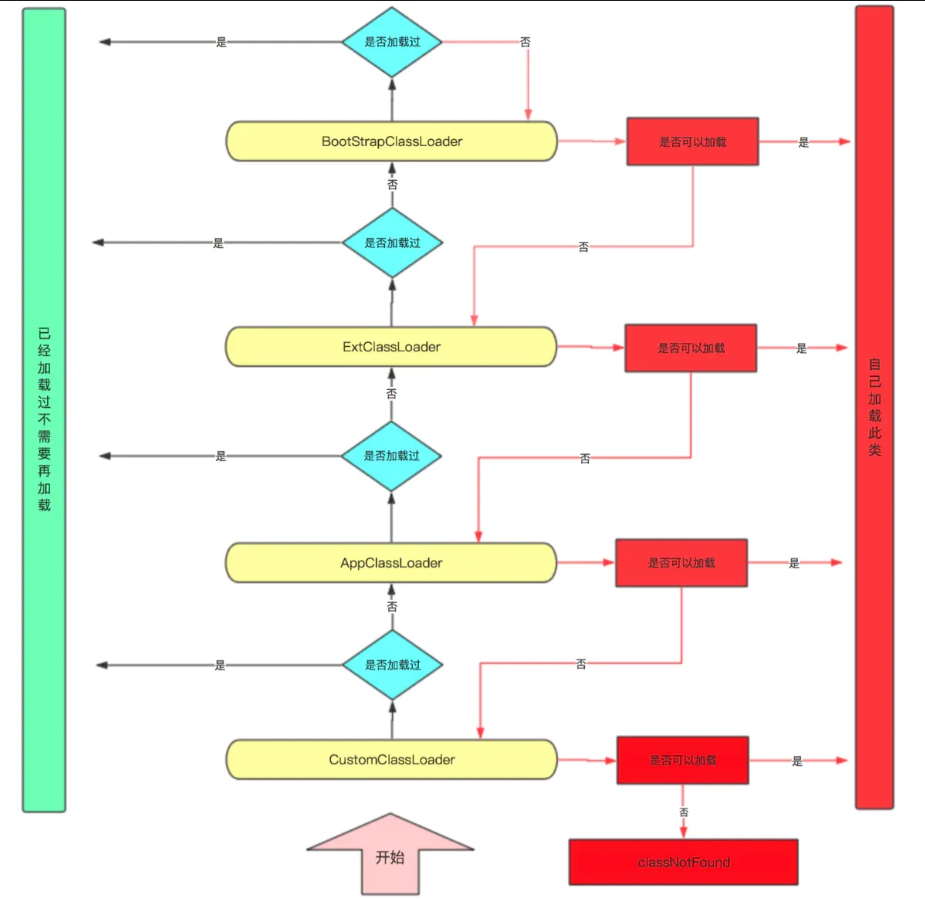 是
是否加载过
否
BootStrapClassLoader
是否可以加载
是
否
是
是否加载过
否
ExtClassLoader
是否可以加载
是
否
是
是否加载过
否
AppClassLoader
是否可以加载
是
否
是
是否加载过
否
CustomClassLoader
是否可以加载
是
否
classNotFound
开始
已经加载过不需要再加载
自己加载此类